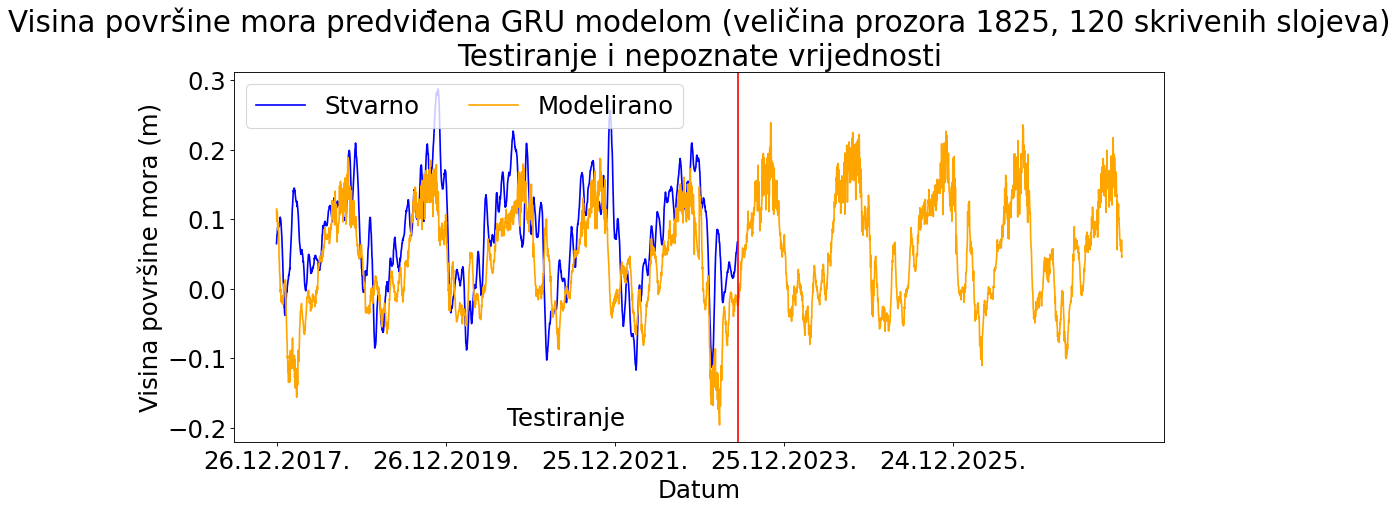 Visina površine mora predviđena GRU modelom (veličina prozora 1825, 120 skrivenih slojeva)
Testiranje i nepoznate vrijednosti
Stvarno Modelirano
Visina površine mora (m)
0.3
0.2
0.1
0.0
−0.1
−0.2
Testiranje
26.12.2017. 26.12.2019. 25.12.2021. 25.12.2023. 24.12.2025.
Datum